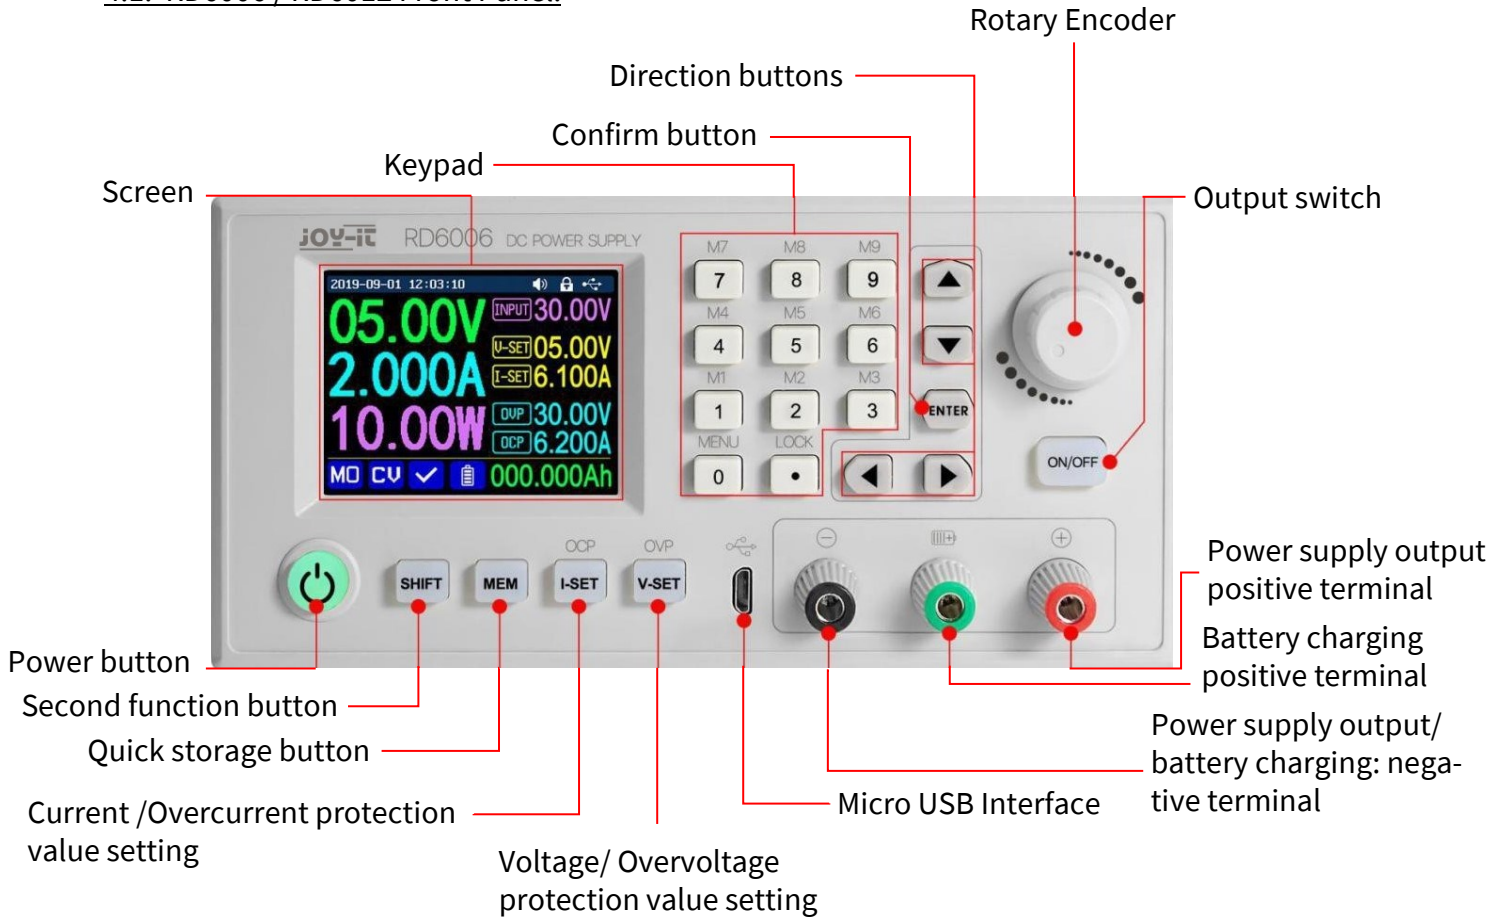 Rotary Encoder
Direction buttons
Confirm button
Keypad
Screen
Output switch
JOY-iT RD6006 DC POWER SUPPLY
2019-09-01 12:03:10
05.00V
INPUT 30.00V
V-SET 05.00V
2.000A
I-SET 6.100A
10.00W
OVP 30.00V
OCP 6.200A
M0 CV 000.000Ah
M7 M8 M9
7 8 9
M4 M5 M6
4 5 6
M1 M2 M3
1 2 3
ENTER
MENU LOCK
0 .
ON/OFF
OCP OVP
SHIFT MEM I-SET V-SET
Power supply output
positive terminal
Battery charging
positive terminal
Power supply output/
battery charging: nega-
tive terminal
Power button
Second function button
Quick storage button
Current /Overcurrent protection
value setting
Micro USB Interface
Voltage/ Overvoltage
protection value setting